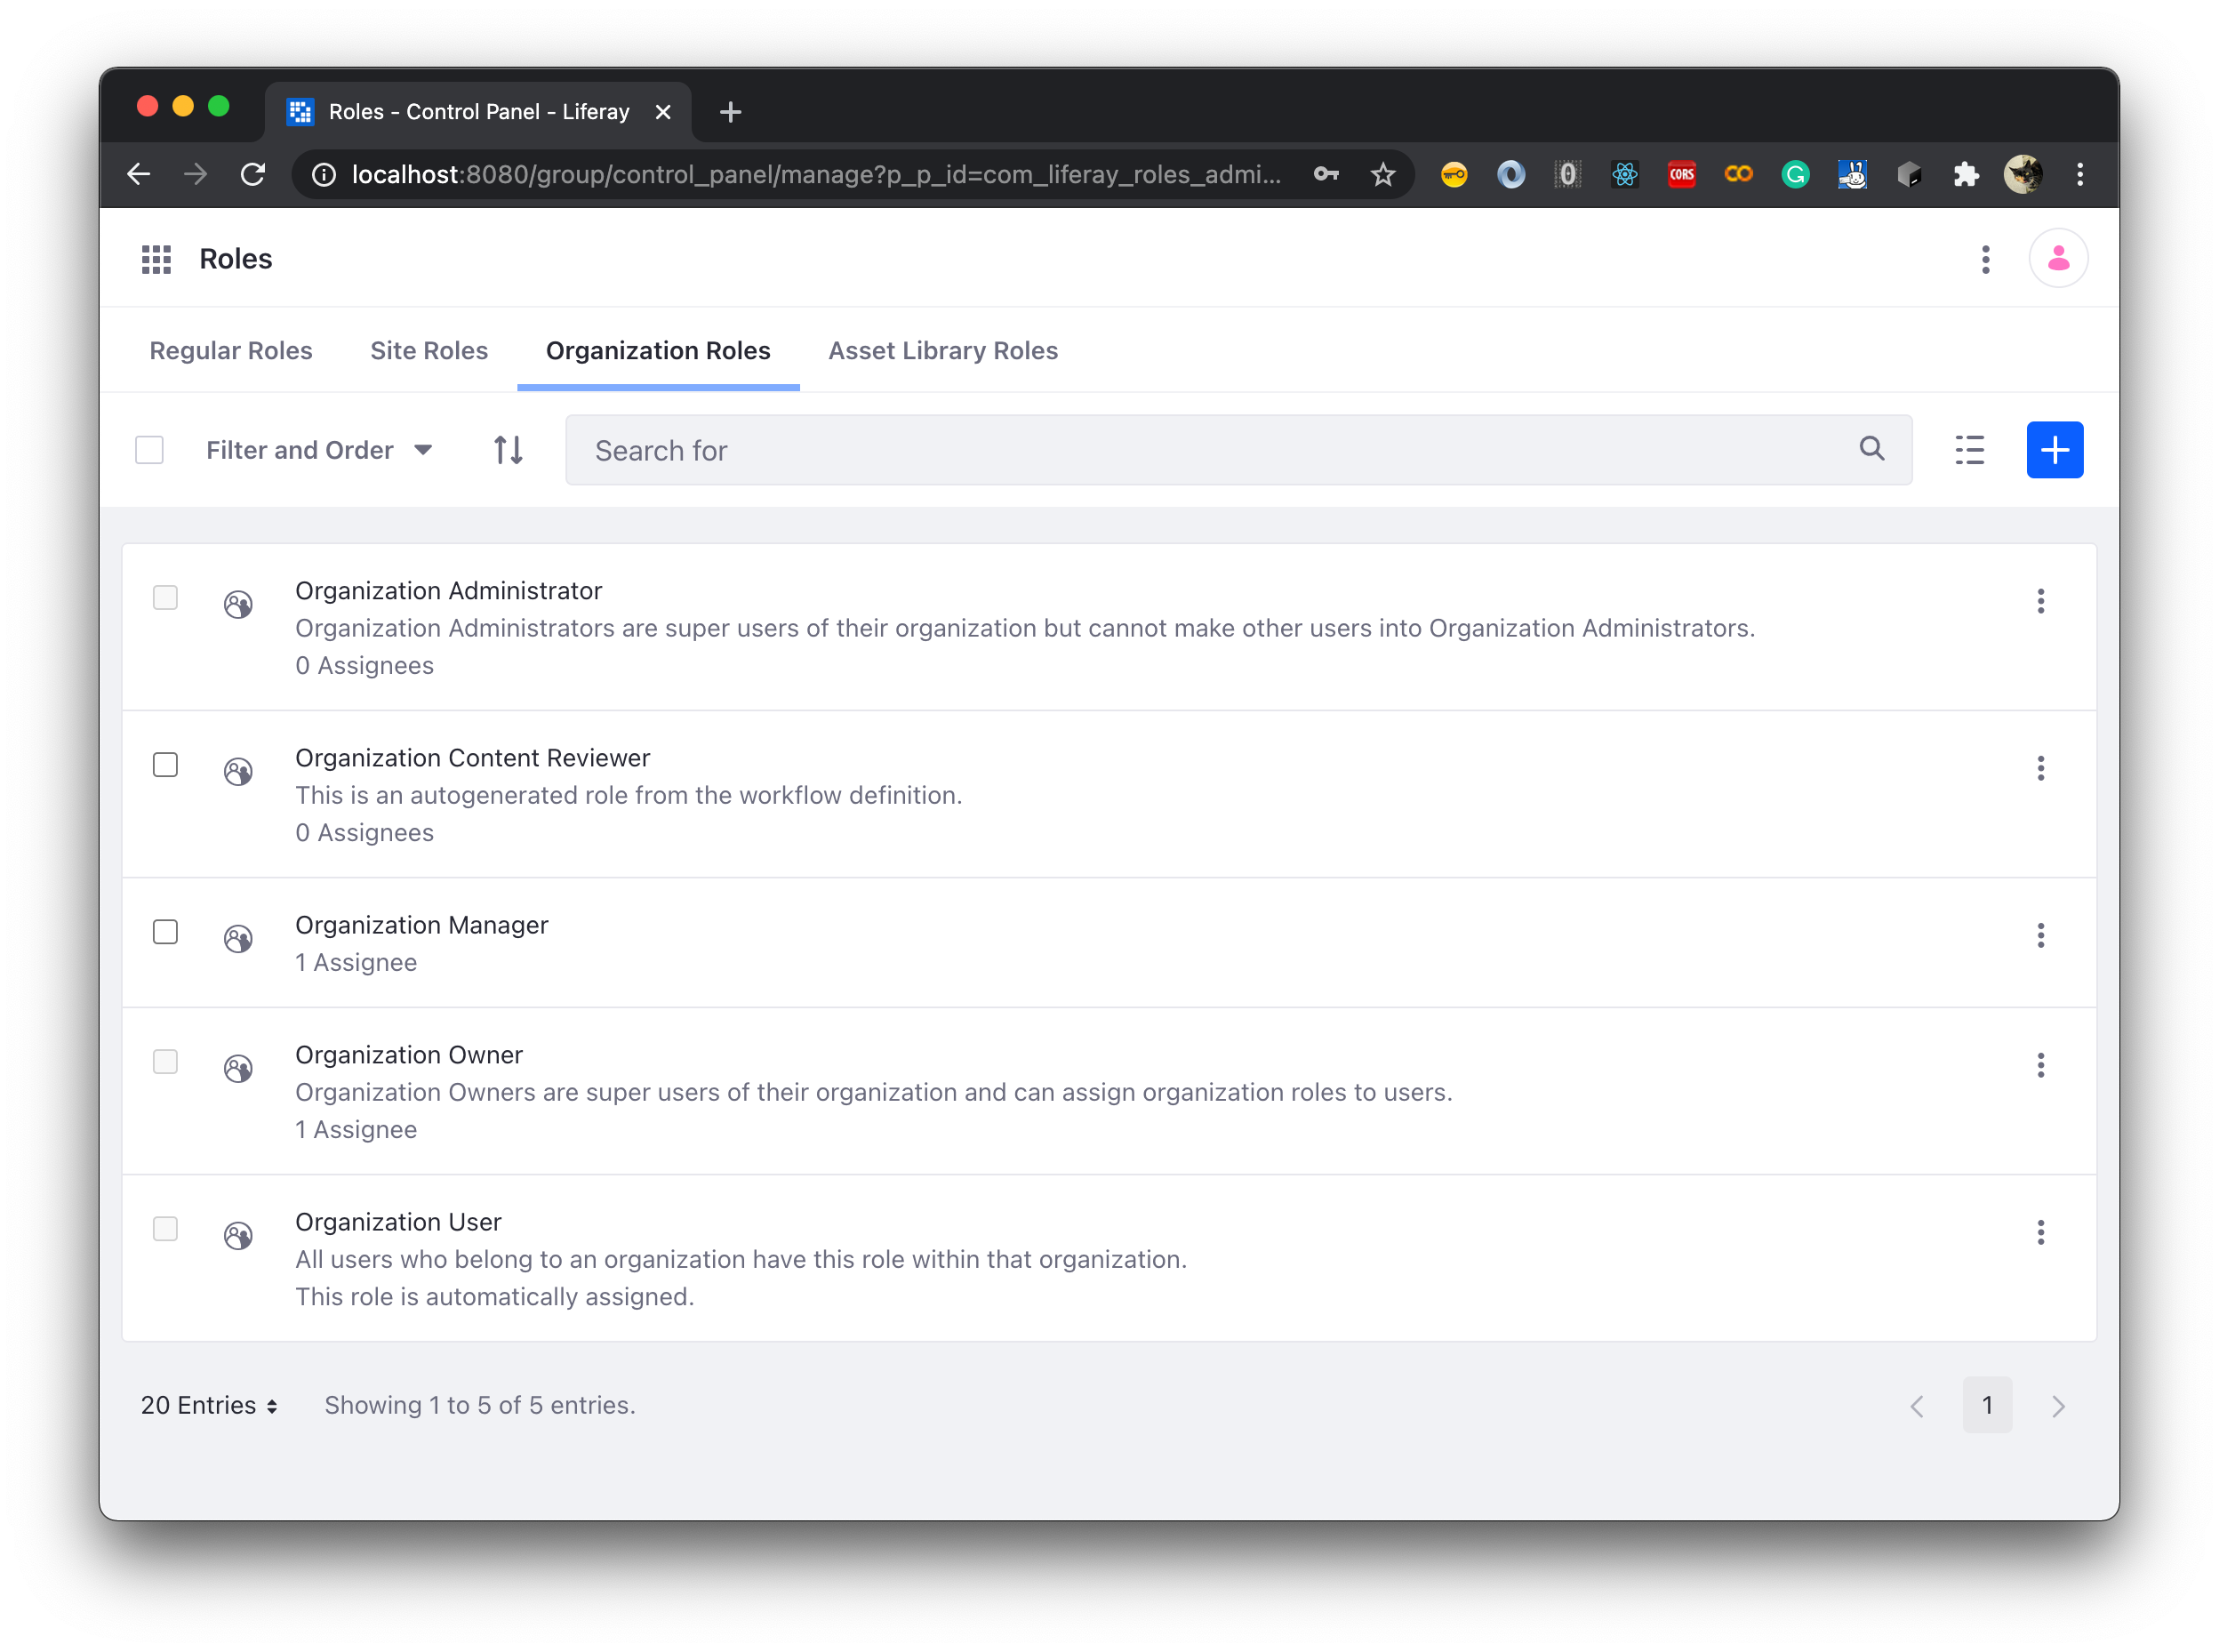 Roles - Control Panel - Liferay
localhost:8080/group/control_panel/manage?p_p_id=com_liferay_roles_admi...
CORS
Roles
Regular Roles
Site Roles
Organization Roles
Asset Library Roles
Filter and Order
Search for
Organization Administrator
Organization Administrators are super users of their organization but cannot make other users into Organization Administrators.
0 Assignees
Organization Content Reviewer
This is an autogenerated role from the workflow definition.
0 Assignees
Organization Manager
1 Assignee
Organization Owner
Organization Owners are super users of their organization and can assign organization roles to users.
1 Assignee
Organization User
All users who belong to an organization have this role within that organization.
This role is automatically assigned.
20 Entries
Showing 1 to 5 of 5 entries.
1